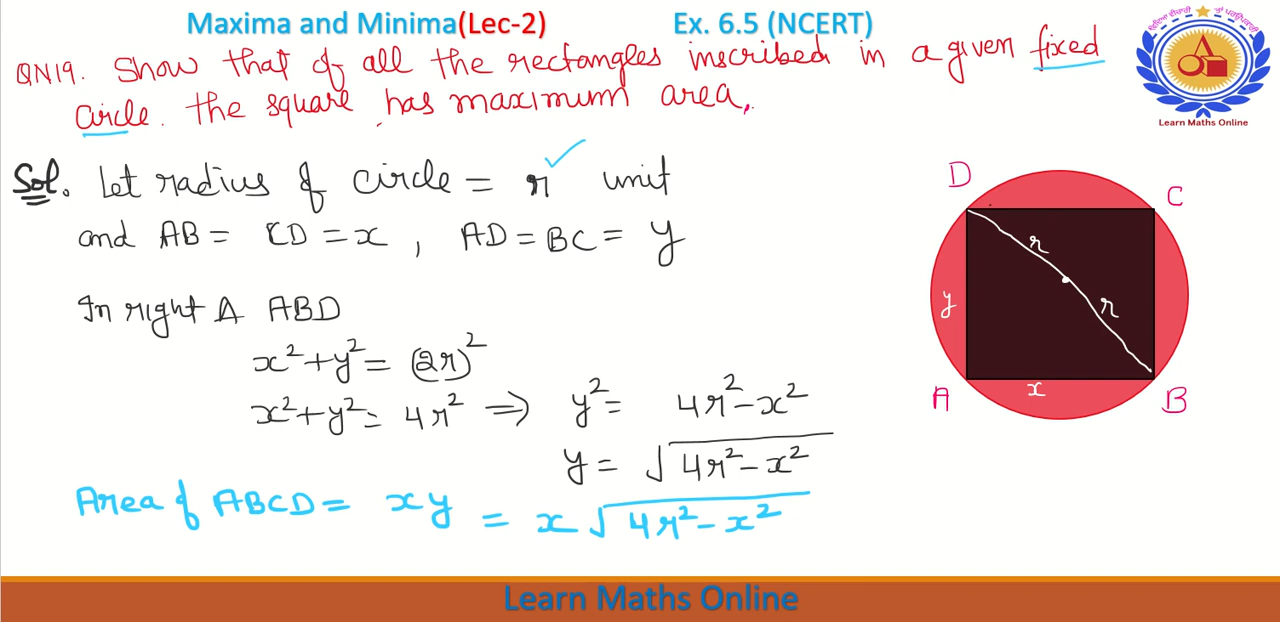 Maxima and Minima(Lec-2) Ex. 6.5 (NCERT)
QN19. Show that of all the rectangles inscribed in a given fixed
circle. the square has maximum area,
Learn Maths Online
Sol. Let radius of circle = r unit
and AB = CD = x , AD = BC = y
In right Δ ABD
x²+y² = (2r)²
x²+y² = 4r² ⇒ y² = 4r²-x²
y = √4r²-x²
Area of ABCD = xy = x √4r²-x²
D
C
r
r
y
A
x
B
Learn Maths Online